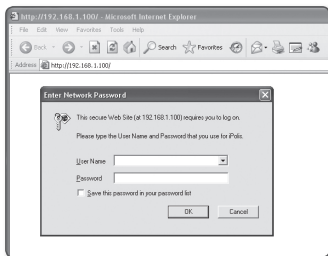 http://192.168.1.100/ - Microsoft Internet Explorer
File Edit View Favorites Tools Help
Back Search Favorites
Address http://192.168.1.100/
Enter Network Password
This secure Web Site (at 192.168.1.100) requires you to log on.
Please type the User Name and Password that you use for iPolis.
User Name
Password
Save this password in your password list
OK Cancel